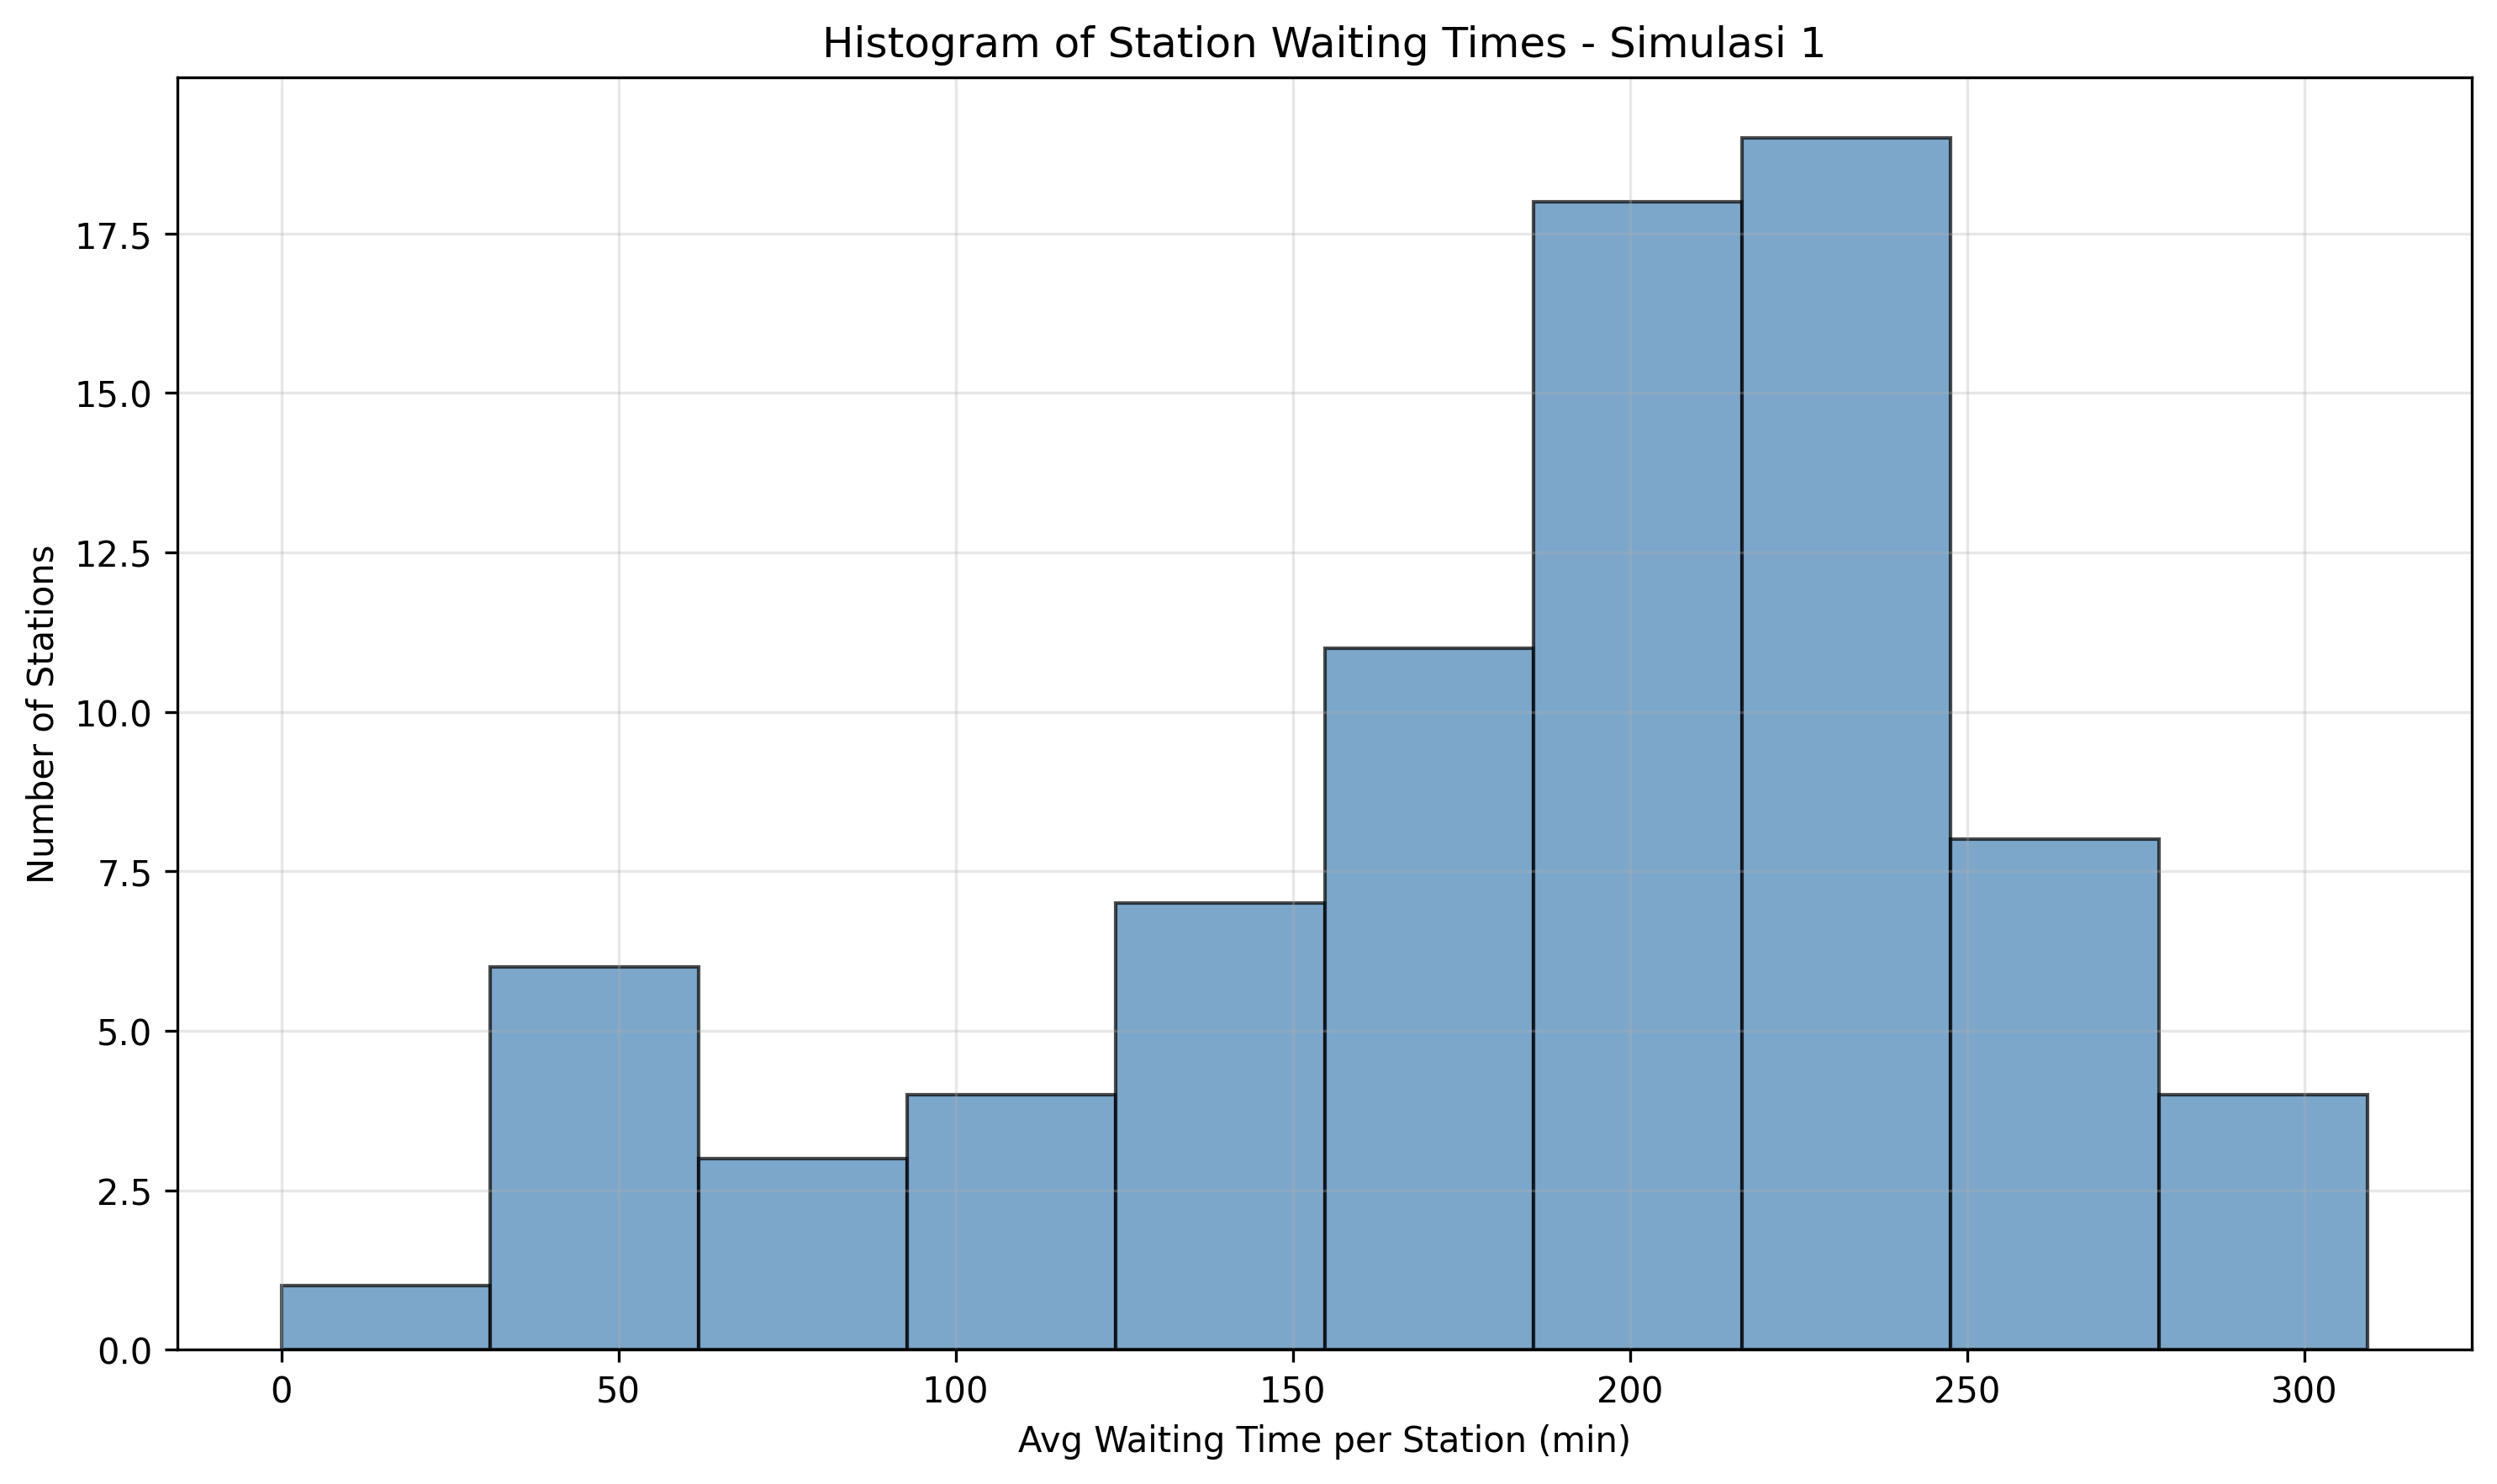 Histogram of Station Waiting Times - Simulasi 1
Number of Stations
17.5
15.0
12.5
10.0
7.5
5.0
2.5
0.0
0 50 100 150 200 250 300
Avg Waiting Time per Station (min)